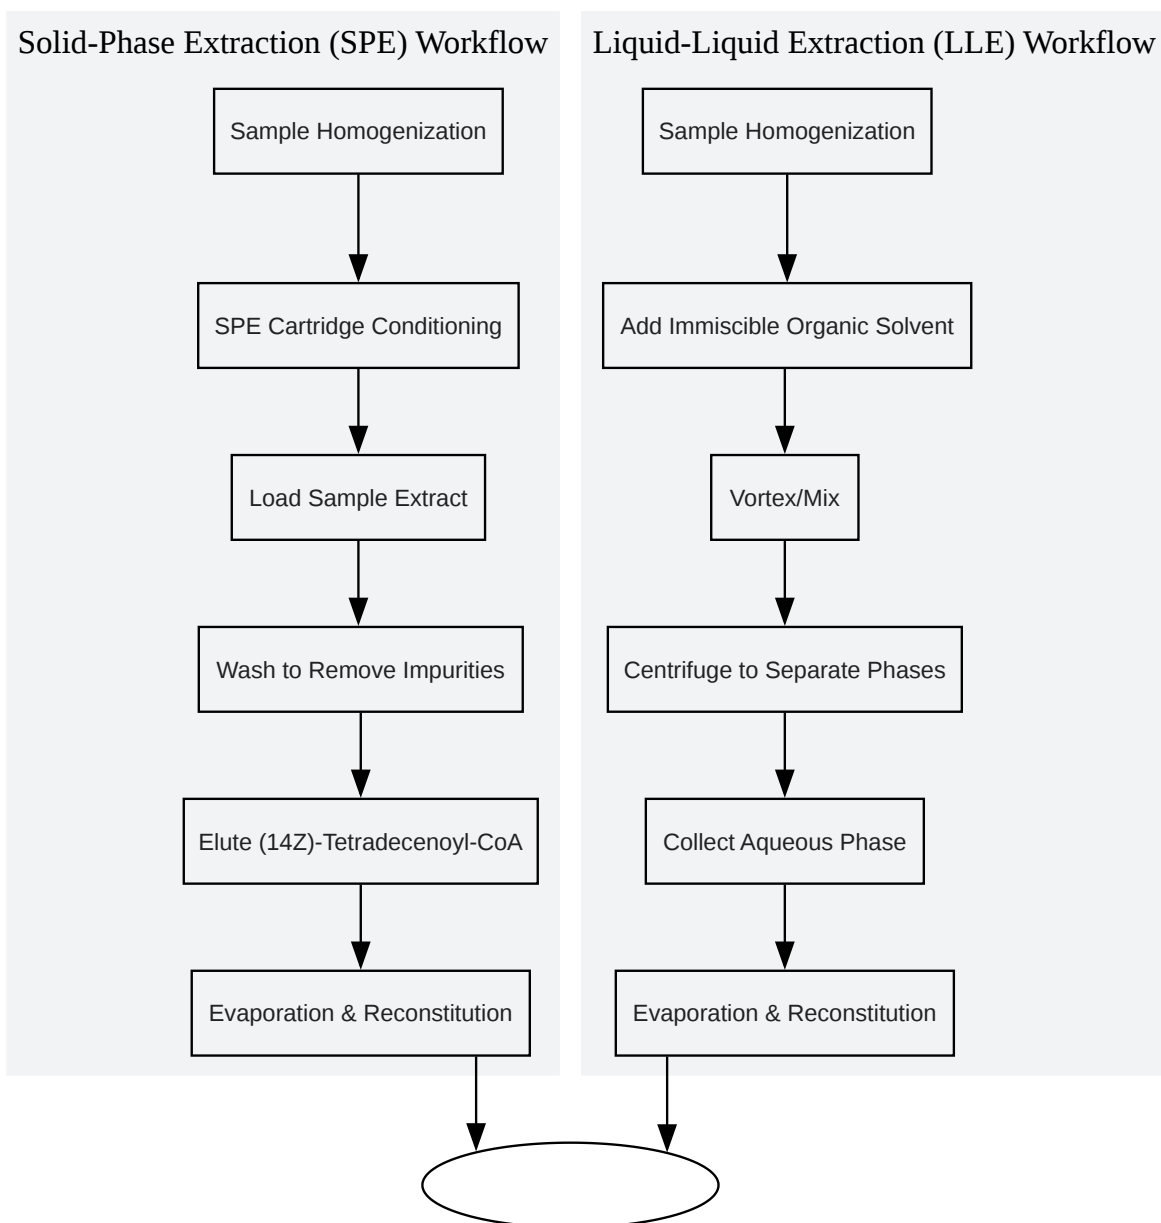 Solid-Phase Extraction (SPE) Workflow
Sample Homogenization
SPE Cartridge Conditioning
Load Sample Extract
Wash to Remove Impurities
Elute (14Z)-Tetradecenoyl-CoA
Evaporation & Reconstitution
Liquid-Liquid Extraction (LLE) Workflow
Sample Homogenization
Add Immiscible Organic Solvent
Vortex/Mix
Centrifuge to Separate Phases
Collect Aqueous Phase
Evaporation & Reconstitution